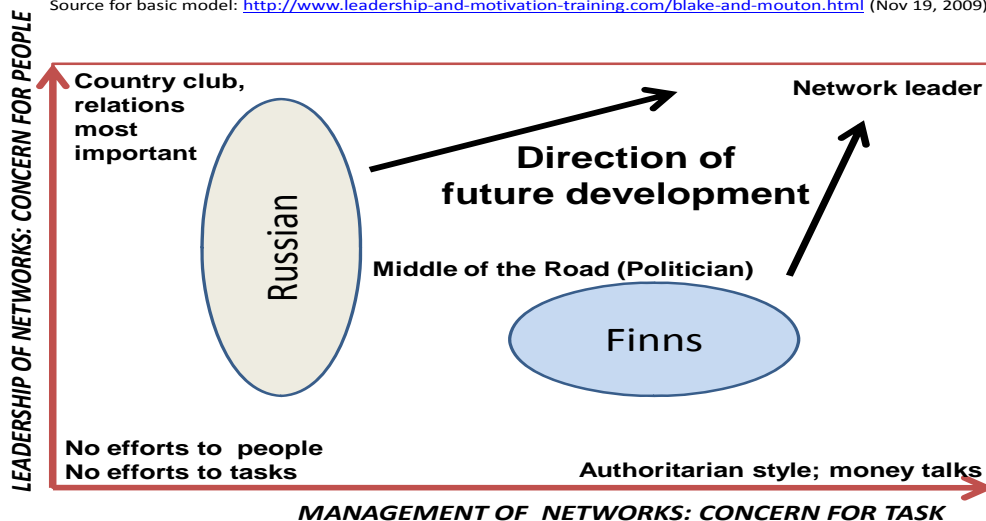 Source for basic model: http://www.leadership-and-motivation-training.com/blake-and-mouton.html (Nov 19, 2009)
LEADERSHIP OF NETWORKS: CONCERN FOR PEOPLE
Country club,
relations
most
important
Network leader
Direction of
future development
Russian
Middle of the Road (Politician)
Finns
No efforts to people
No efforts to tasks
Authoritarian style; money talks
MANAGEMENT OF NETWORKS: CONCERN FOR TASK